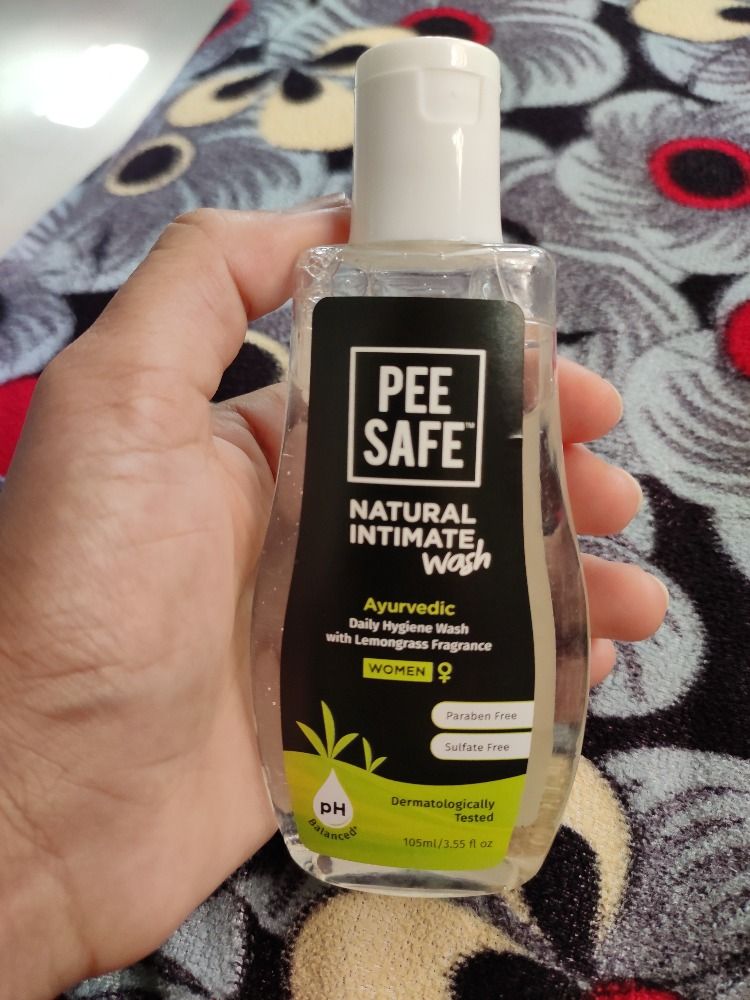 PEE
SAFE™
NATURAL
INTIMATE
Wash
Ayurvedic
Daily Hygiene Wash
with Lemongrass Fragrance
WOMEN ♀
Paraben Free
Sulfate Free
pH
Balanced*
Dermatologically
Tested
105ml/3.55 fl oz